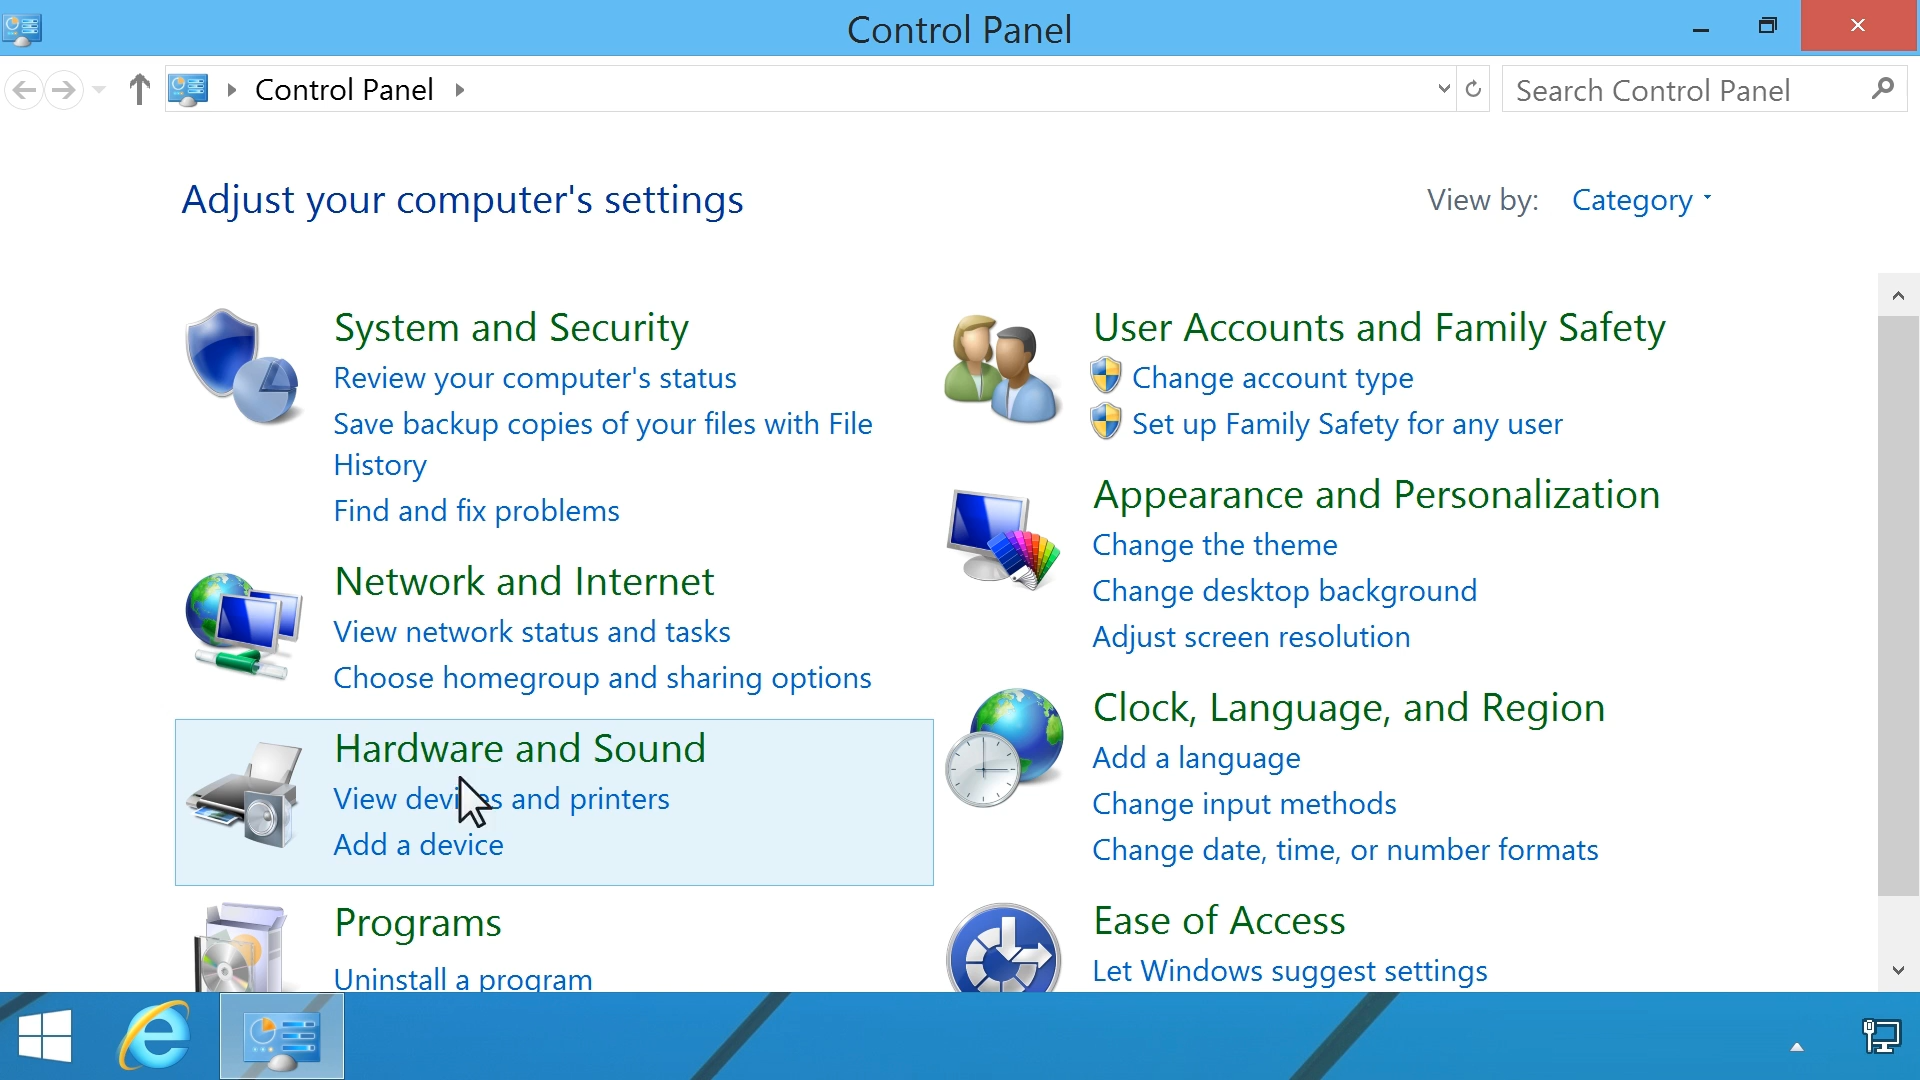 Control Panel
Control Panel
Search Control Panel
Adjust your computer's settings
View by: Category
System and Security
Review your computer's status
Save backup copies of your files with File
History
Find and fix problems
Network and Internet
View network status and tasks
Choose homegroup and sharing options
Hardware and Sound
View devices and printers
Add a device
Programs
Uninstall a program
User Accounts and Family Safety
Change account type
Set up Family Safety for any user
Appearance and Personalization
Change the theme
Change desktop background
Adjust screen resolution
Clock, Language, and Region
Add a language
Change input methods
Change date, time, or number formats
Ease of Access
Let Windows suggest settings